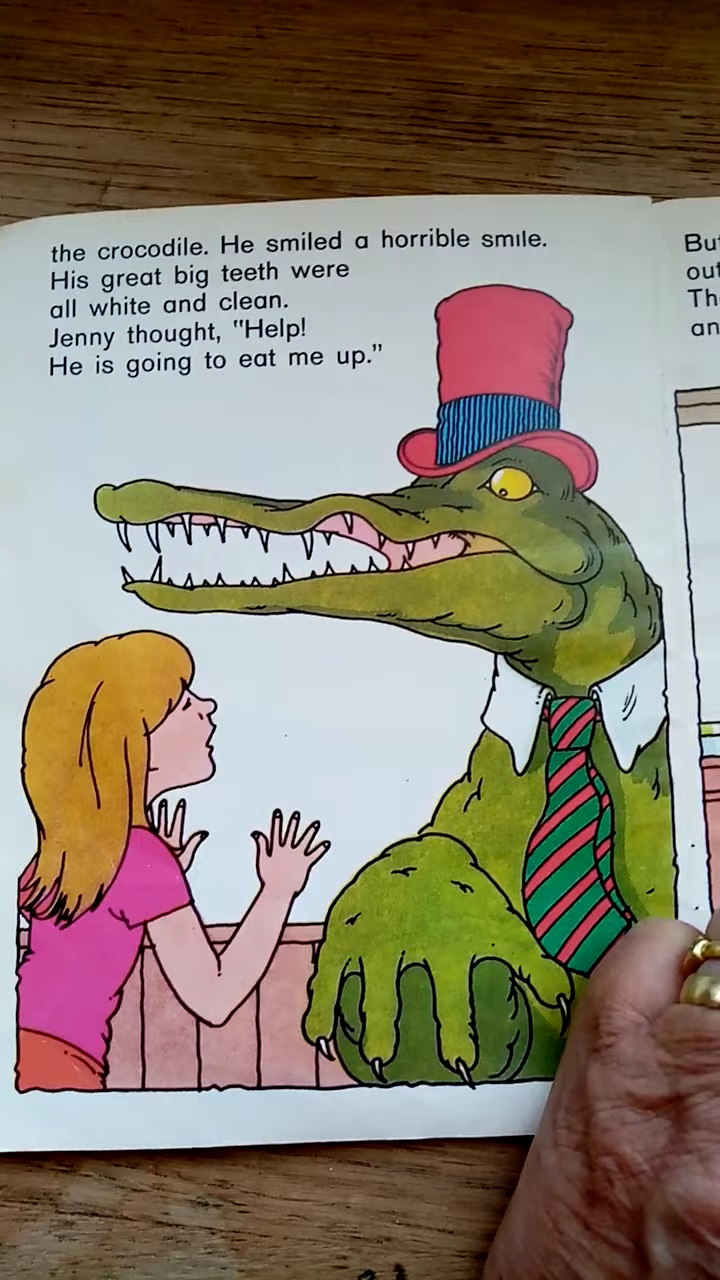 the crocodile. He smiled a horrible smile.
His great big teeth were
all white and clean.
Jenny thought, "Help!
He is going to eat me up."